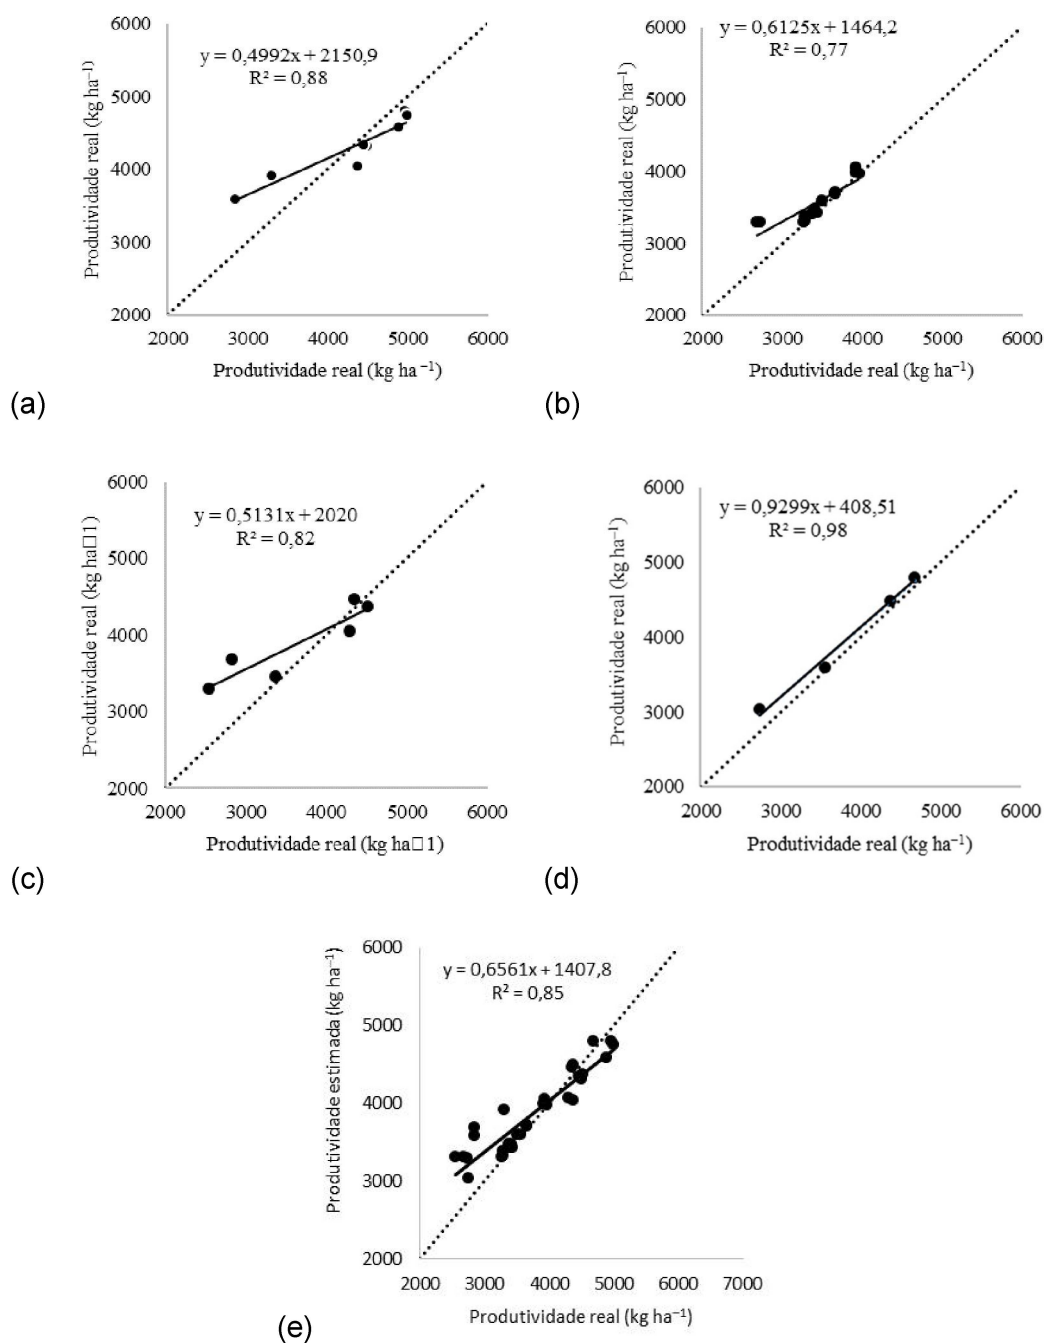 6000
5000
4000
3000
2000
Produtividade real (kg ha⁻¹)
y = 0,4992x + 2150,9
R² = 0,88
2000 3000 4000 5000 6000
Produtividade real (kg ha⁻¹)
(a)
6000
5000
4000
3000
2000
Produtividade real (kg ha⁻¹)
y = 0,6125x + 1464,2
R² = 0,77
2000 3000 4000 5000 6000
Produtividade real (kg ha⁻¹)
(b)
6000
5000
4000
3000
2000
Produtividade real (kg ha□1)
y = 0,5131x + 2020
R² = 0,82
2000 3000 4000 5000 6000
Produtividade real (kg ha□1)
(c)
6000
5000
4000
3000
2000
Produtividade real (kg ha⁻¹)
y = 0,9299x + 408,51
R² = 0,98
2000 3000 4000 5000 6000
Produtividade real (kg ha⁻¹)
(d)
6000
5000
4000
3000
2000
Produtividade estimada (kg ha⁻¹)
y = 0,6561x + 1407,8
R² = 0,85
2000 3000 4000 5000 6000 7000
Produtividade real (kg ha⁻¹)
(e)